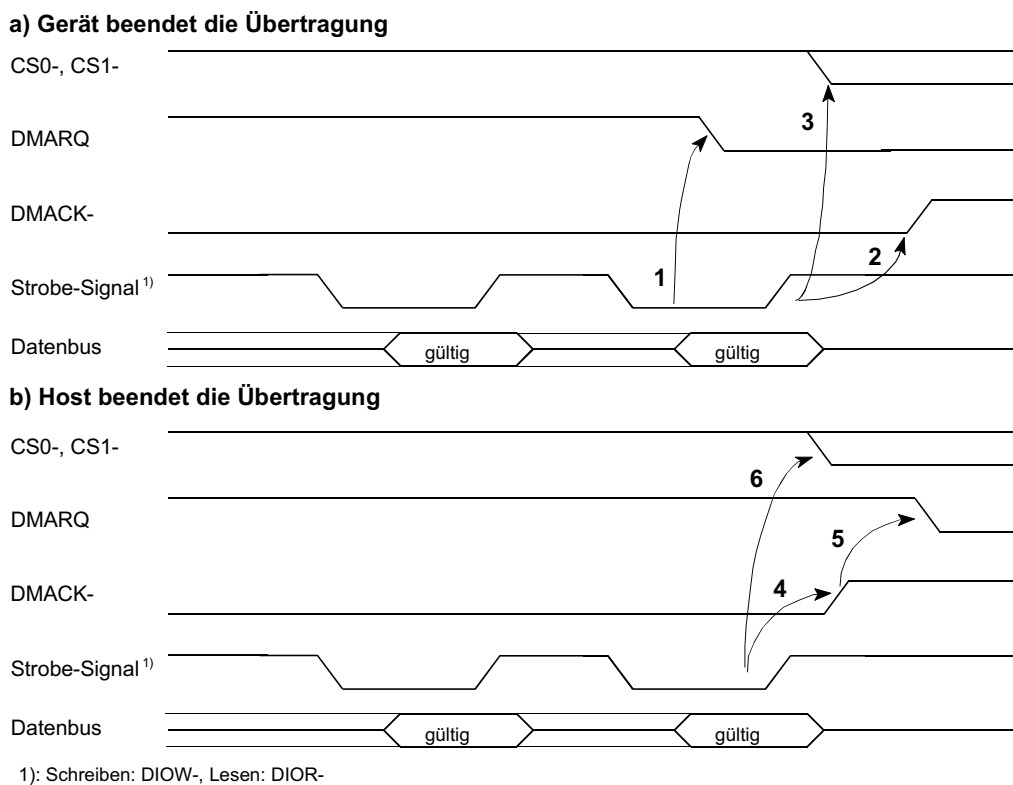 a) Gerät beendet die Übertragung
CS0-, CS1-
3
DMARQ
DMACK-
1
2
Strobe-Signal 1)
Datenbus
gültig
gültig
b) Host beendet die Übertragung
CS0-, CS1-
6
DMARQ
5
DMACK-
4
Strobe-Signal 1)
Datenbus
gültig
gültig
1): Schreiben: DIOW-, Lesen: DIOR-